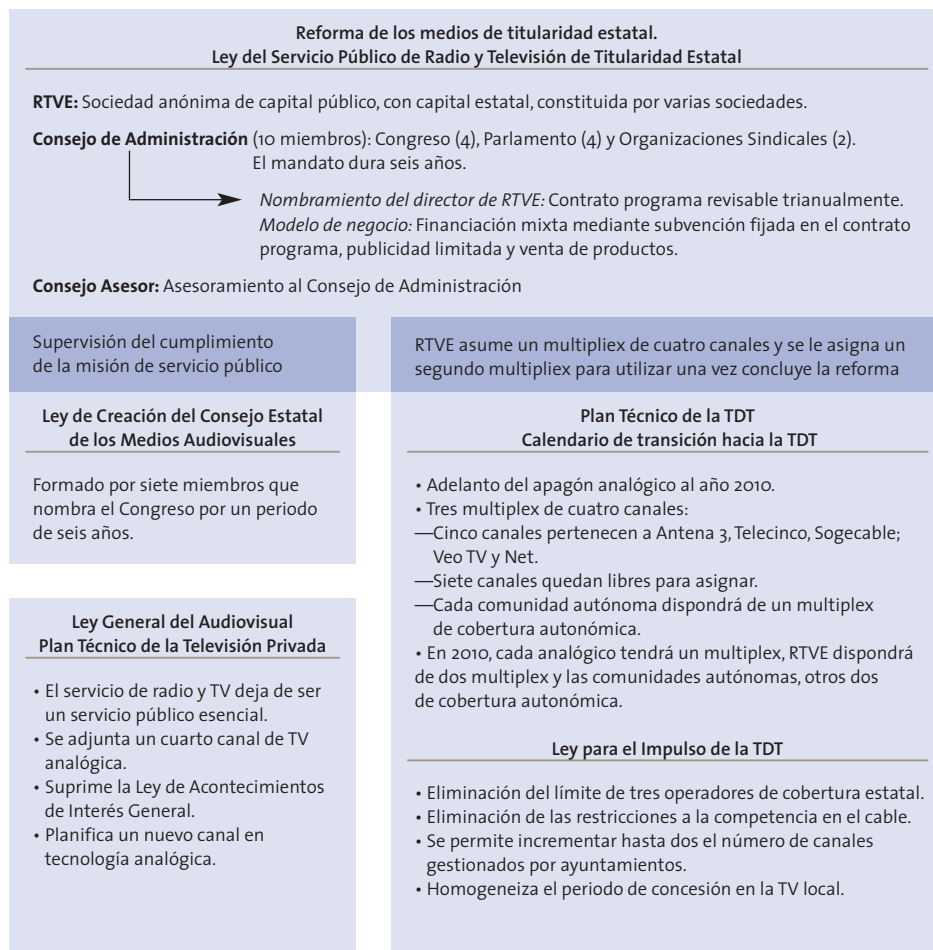 Reforma de los medios de titularidad estatal.
Ley del Servicio Público de Radio y Televisión de Titularidad Estatal
RTVE: Sociedad anónima de capital público, con capital estatal, constituida por varias sociedades.
Consejo de Administración (10 miembros): Congreso (4), Parlamento (4) y Organizaciones Sindicales (2).
El mandato dura seis años.
Nombramiento del director de RTVE: Contrato programa revisable trianualmente.
Modelo de negocio: Financiación mixta mediante subvención fijada en el contrato
programa, publicidad limitada y venta de productos.
Consejo Asesor: Asesoramiento al Consejo de Administración
Supervisión del cumplimiento
de la misión de servicio público
Ley de Creación del Consejo Estatal
de los Medios Audiovisuales
Formado por siete miembros que
nombra el Congreso por un periodo
de seis años.
Ley General del Audiovisual
Plan Técnico de la Televisión Privada
• El servicio de radio y TV deja de ser
un servicio público esencial.
• Se adjunta un cuarto canal de TV
analógica.
• Suprime la Ley de Acontecimientos
de Interés General.
• Planifica un nuevo canal en
tecnología analógica.
RTVE asume un multipliex de cuatro canales y se le asigna un
segundo multipliex para utilizar una vez concluye la reforma
Plan Técnico de la TDT
Calendario de transición hacia la TDT
• Adelanto del apagón analógico al año 2010.
• Tres multiplex de cuatro canales:
—Cinco canales pertenecen a Antena 3, Telecinco, Sogecable;
Veo TV y Net.
—Siete canales quedan libres para asignar.
—Cada comunidad autónoma dispondrá de un multiplex
de cobertura autonómica.
• En 2010, cada analógico tendrá un multiplex, RTVE dispondrá
de dos multiplex y las comunidades autónomas, otros dos
de cobertura autonómica.
Ley para el Impulso de la TDT
• Eliminación del límite de tres operadores de cobertura estatal.
• Eliminación de las restricciones a la competencia en el cable.
• Se permite incrementar hasta dos el número de canales
gestionados por ayuntamientos.
• Homogeneiza el periodo de concesión en la TV local.